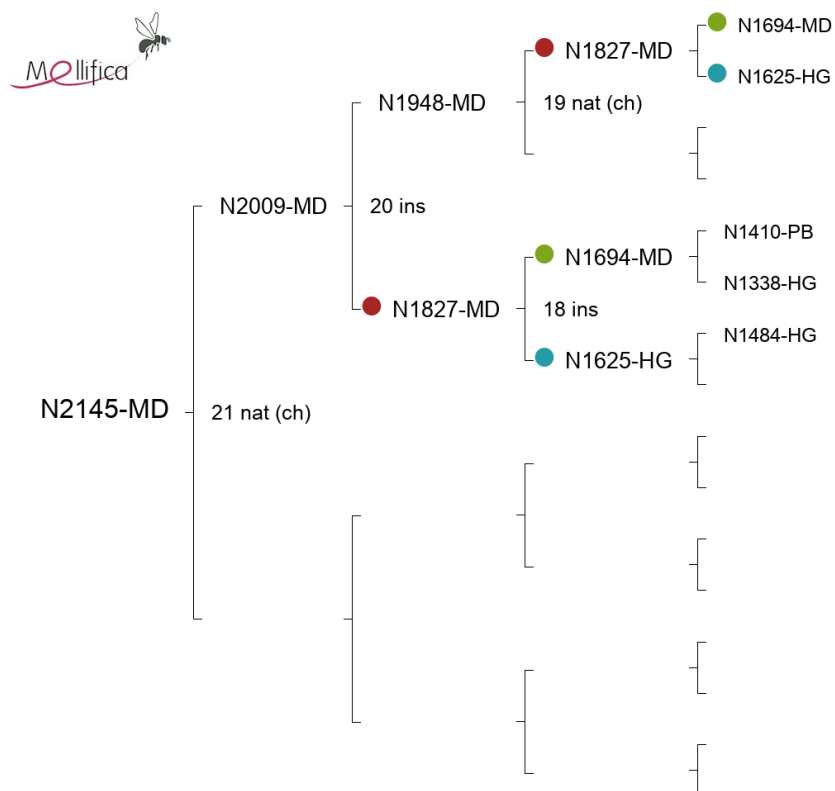 Mellifica
N1694-MD
N1827-MD
N1625-HG
N1948-MD
19 nat (ch)
N2009-MD
20 ins
N1410-PB
N1694-MD
N1338-HG
N1827-MD
18 ins
N1484-HG
N1625-HG
N2145-MD
21 nat (ch)